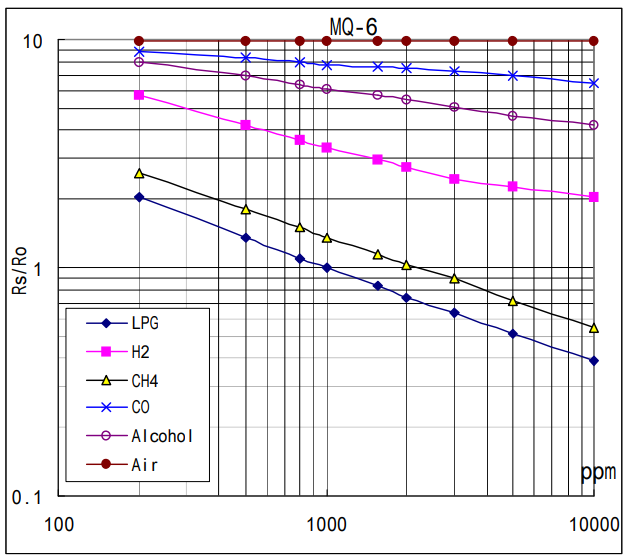 MQ-6
10
1
0.1
Rs/Ro
LPG
H2
CH4
CO
Alcohol
Air
ppm
100
1000
10000